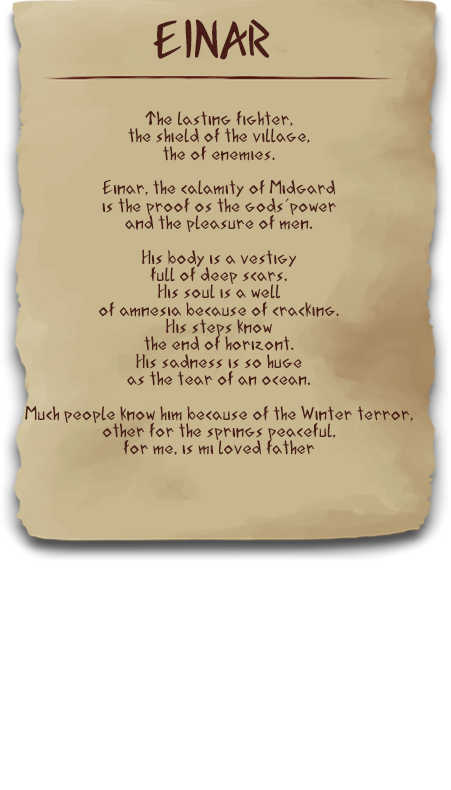 EINAR
The lasting fighter,
the shield of the village,
the of enemies.
Einar, the calamity of Midgard
is the proof os the gods´power
and the pleasure of men.
His body is a vestigy
full of deep scars.
His soul is a well
of amnesia because of cracking.
His steps know
the end of horizont.
His sadness is so huge
as the tear of an ocean.
Much people know him because of the Winter terror,
other for the springs peaceful,
for me, is mi loved father